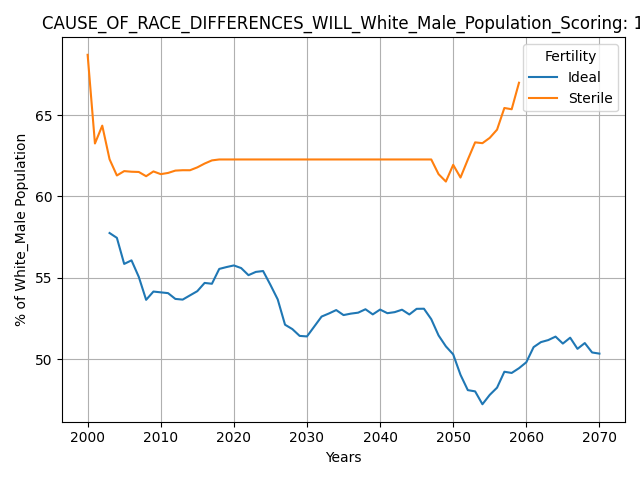 CAUSE_OF_RACE_DIFFERENCES_WILL_White_Male_Population_Scoring: 1
Fertility
Ideal
Sterile
% of White_Male Population
65
60
55
50
2000 2010 2020 2030 2040 2050 2060 2070
Years